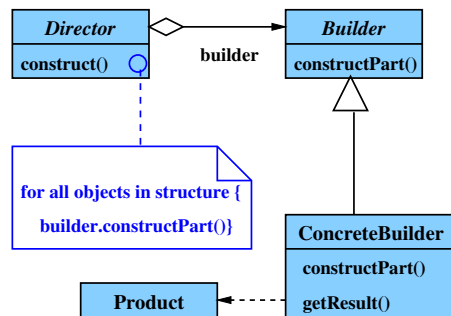 Director
construct()
builder
Builder
constructPart()
for all objects in structure {
builder.constructPart()}
ConcreteBuilder
constructPart()
getResult()
Product